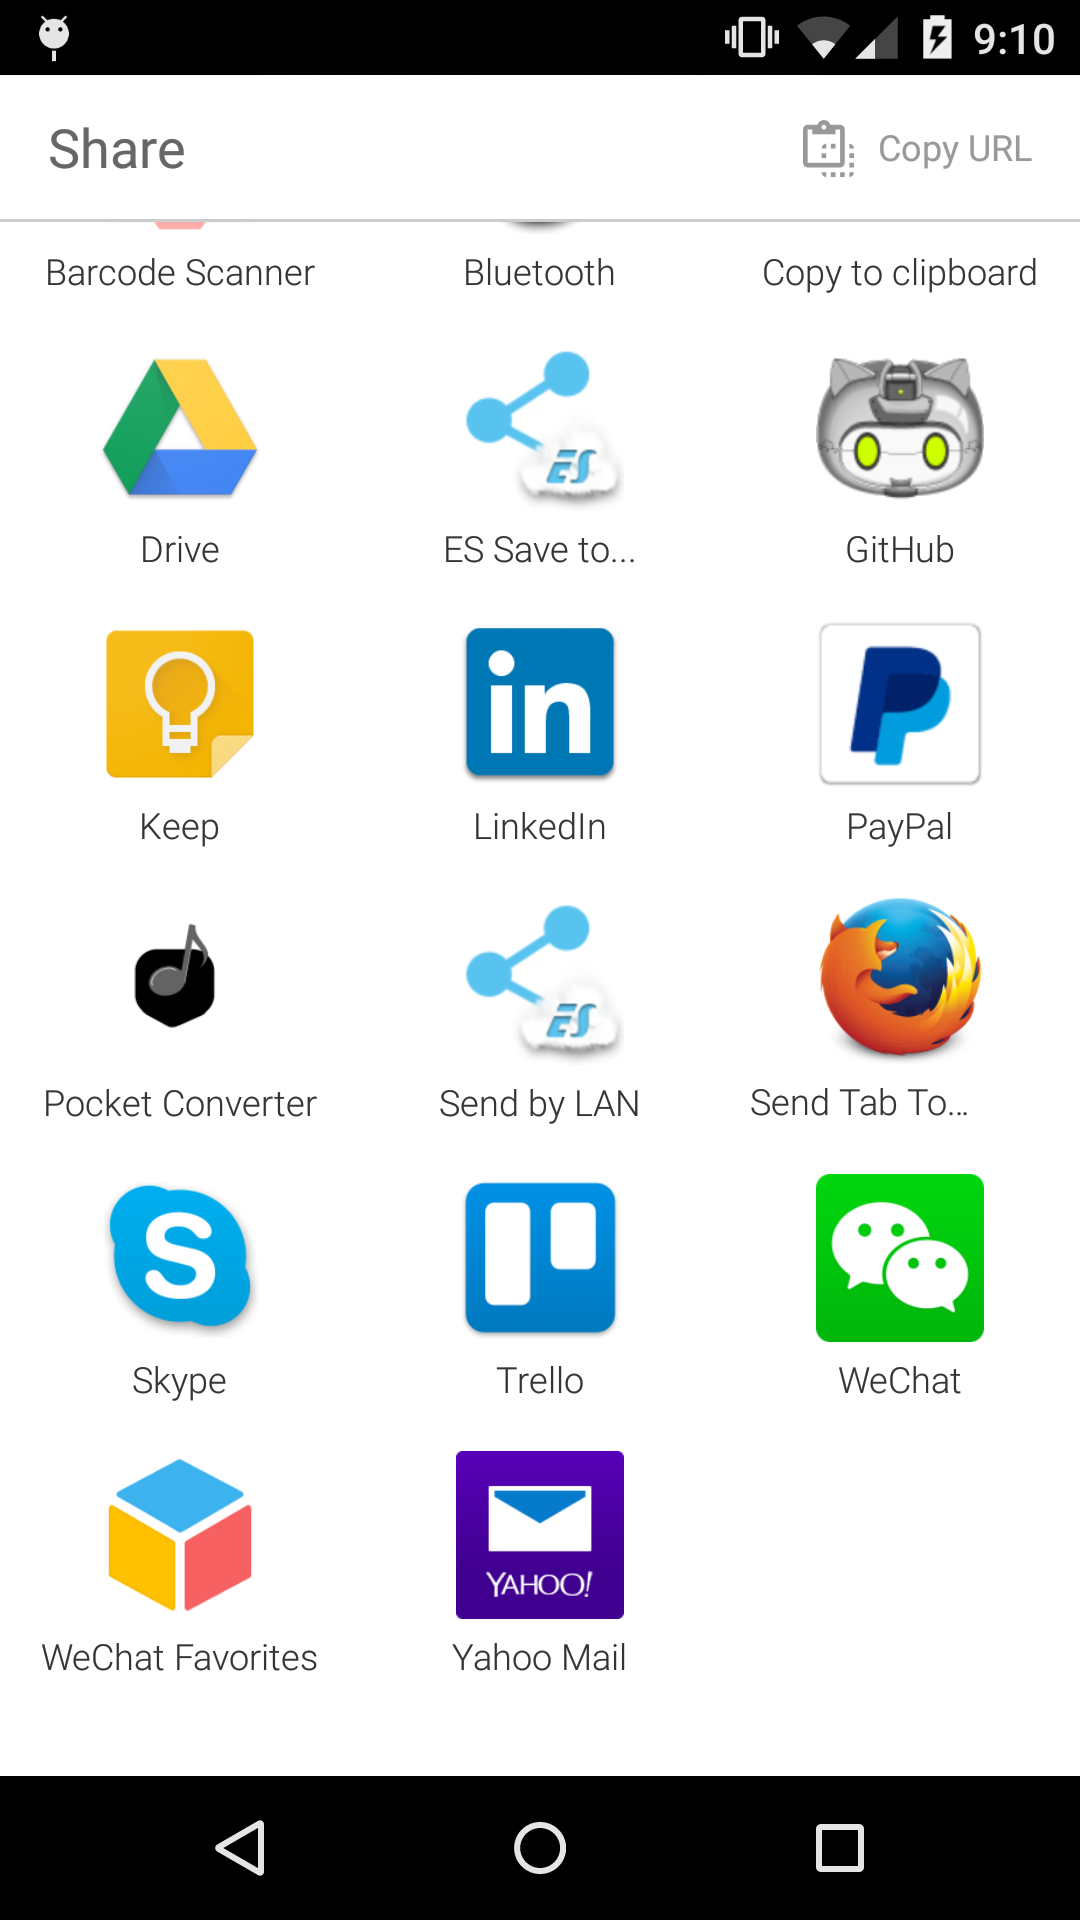 9:10
Share
Copy URL
Barcode Scanner
Bluetooth
Copy to clipboard
ES
Drive
ES Save to...
GitHub
in
Keep
LinkedIn
PayPal
ES
Pocket Converter
Send by LAN
Send Tab To...
S
Skype
Trello
WeChat
YAHOO!
WeChat Favorites
Yahoo Mail